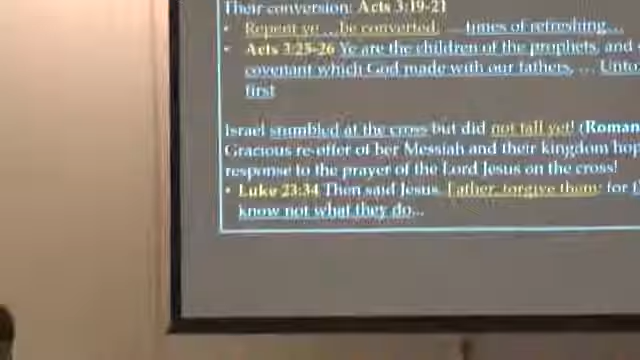 Their conversion: Acts 3:19-21
• Repent ye ... be converted ... times of refreshing...
• Acts 3:25-26 Ye are the children of the prophets, and
covenant which God made with our fathers, ... Unto
first
Israel stumbled at the cross but did not fall yet! (Roman
Gracious re-offer of her Messiah and their kingdom hop
response to the prayer of the Lord Jesus on the cross!
• Luke 23:34 Then said Jesus, Father, forgive them; for t
know not what they do...